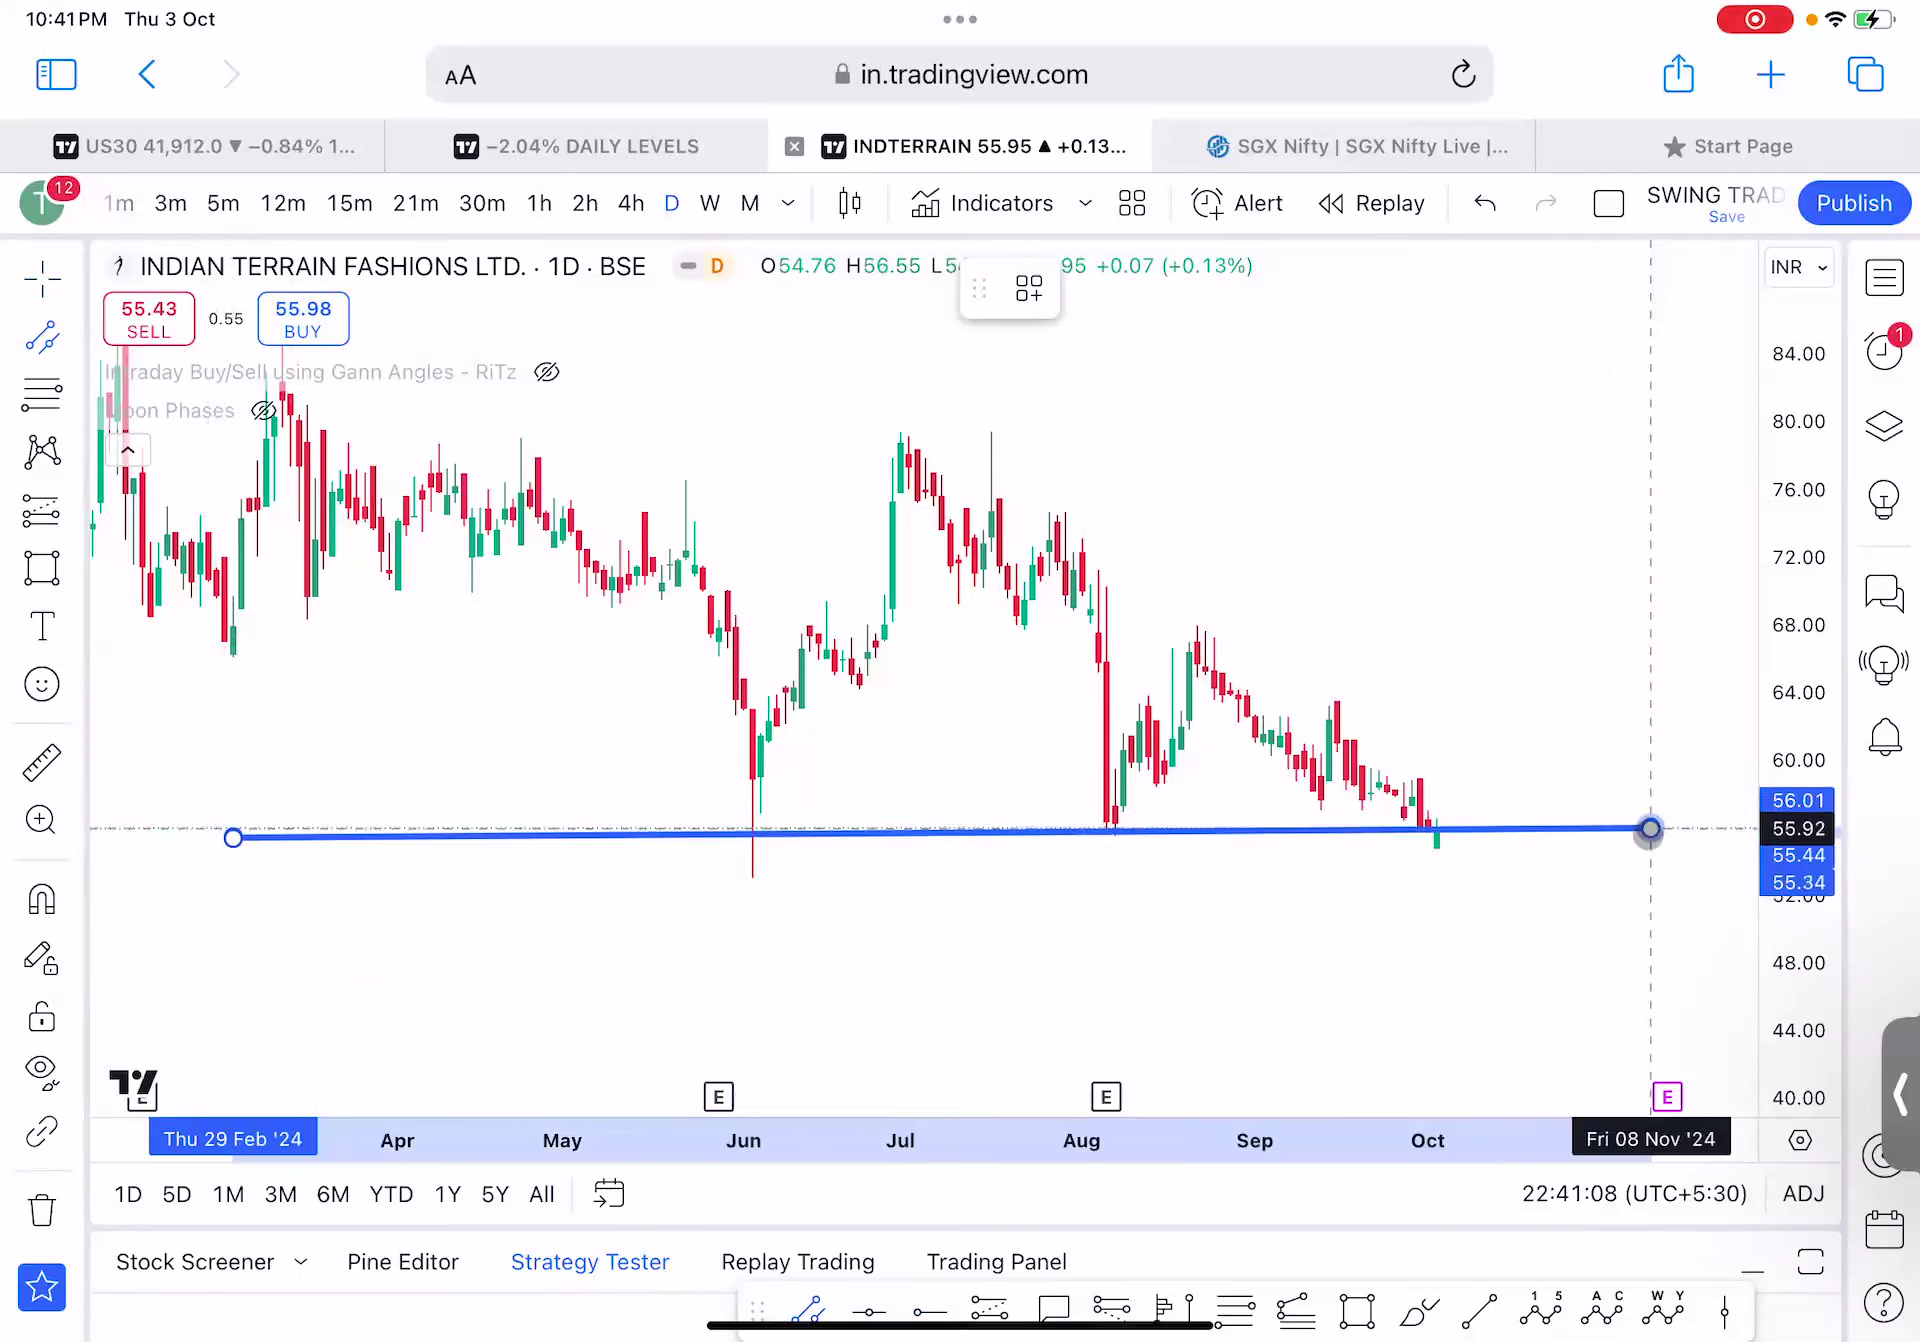 10:41PM Thu 3 Oct
AA in.tradingview.com
US30 41,912.0 ▼ −0.84% 1...
−2.04% DAILY LEVELS
INDTERRAIN 55.95 ▲ +0.13...
SGX Nifty | SGX Nifty Live |...
Start Page
T 12 1m 3m 5m 12m 15m 21m 30m 1h 2h 4h D W M Indicators Alert Replay SWING TRAD Publish
Save
INDIAN TERRAIN FASHIONS LTD. · 1D · BSE D O54.76 H56.55 L5 95 +0.07 (+0.13%) INR
55.43 SELL
0.55
55.98 BUY
1
Intraday Buy/Sell using Gann Angles - RiTz
Moon Phases
84.00
80.00
76.00
72.00
68.00
64.00
60.00
56.01
55.92
55.44
55.34
48.00
44.00
40.00
E E E E
Thu 29 Feb '24 Apr May Jun Jul Aug Sep Oct Fri 08 Nov '24
1D 5D 1M 3M 6M YTD 1Y 5Y All 22:41:08 (UTC+5:30) ADJ
Stock Screener Pine Editor Strategy Tester Replay Trading Trading Panel
1 5 A C W Y